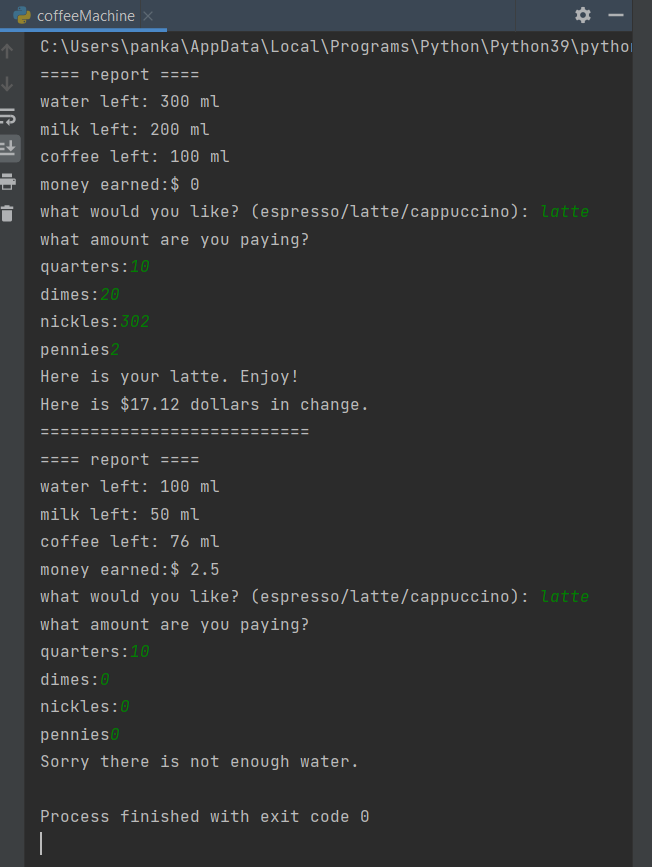 coffeeMachine
C:\Users\panka\AppData\Local\Programs\Python\Python39\pytho
==== report ====
water left: 300 ml
milk left: 200 ml
coffee left: 100 ml
money earned:$ 0
what would you like? (espresso/latte/cappuccino): latte
what amount are you paying?
quarters:10
dimes:20
nickles:302
pennies2
Here is your latte. Enjoy!
Here is $17.12 dollars in change.
===========================
==== report ====
water left: 100 ml
milk left: 50 ml
coffee left: 76 ml
money earned:$ 2.5
what would you like? (espresso/latte/cappuccino): latte
what amount are you paying?
quarters:10
dimes:0
nickles:0
pennies0
Sorry there is not enough water.
Process finished with exit code 0